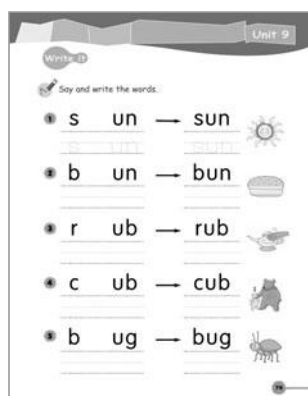 Unit 9
Write it
Say and write the words.
1 s un → sun
s un sun
2 b un → bun
3 r ub → rub
4 c ub → cub
5 b ug → bug
79